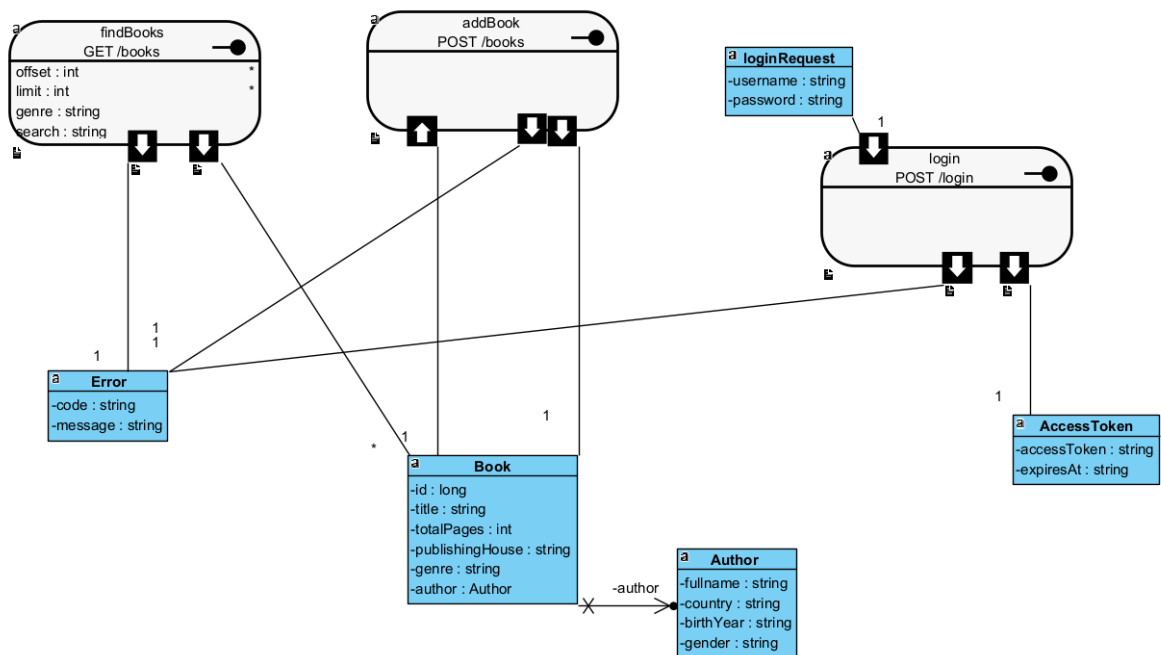 a
findBooks
GET /books
offset : int *
limit : int *
genre : string
search : string
a
addBook
POST /books
a
loginRequest
-username : string
-password : string
1
a
login
POST /login
1
1
1
a
Error
-code : string
-message : string
*
1
1
a
Book
-id : long
-title : string
-totalPages : int
-publishingHouse : string
-genre : string
-author : Author
-author
a
Author
-fullname : string
-country : string
-birthYear : string
-gender : string
1
a
AccessToken
-accessToken : string
-expiresAt : string